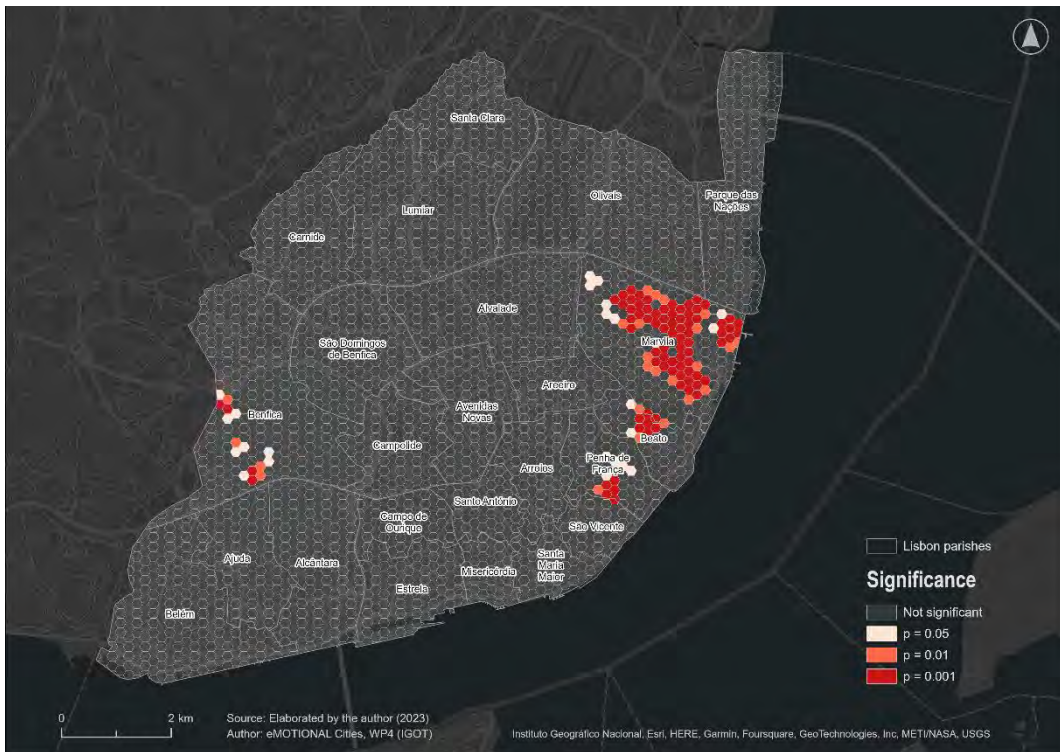 Santa Clara
Olivais
Parque das
Nações
Lumiar
Carnide
Alvalade
São Domingos
de Benfica
Marvila
Areeiro
Avenidas
Novas
Benfica
Beato
Campolide
Penha de
França
Arroios
Santo António
Campo de
Ourique
São Vicente
Ajuda
Alcântara
Santa
Maria
Maior
Misericórdia
Estrela
Belém
Lisbon parishes
Significance
Not significant
p = 0.05
p = 0.01
p = 0.001
0
2 km
Source: Elaborated by the author (2023)
Author: eMOTIONAL Cities, WP4 (IGOT)
Instituto Geográfico Nacional, Esri, HERE, Garmin, Foursquare, GeoTechnologies, Inc, METI/NASA, USGS